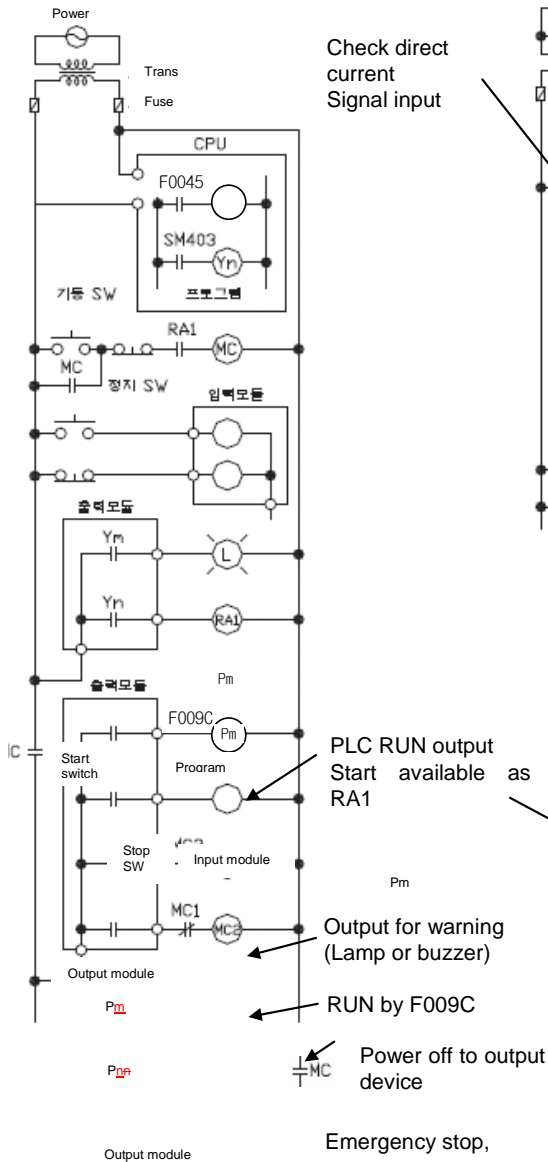 Power
Trans
Fuse
Check direct
current
Signal input
CPU
F0045
SM403
Yn
프로그램
기동 SW
RA1
MC
MC
정지 SW
입력모듈
출력모듈
Ym
L
Yn
RA1
Pm
출력모듈
F009C
Pm
Start
switch
Program
PLC RUN output
Start available as
RA1
Stop
SW
Input module
Pm
MC1
MC2
Output for warning
(Lamp or buzzer)
Output module
Pm
RUN by F009C
Pnn
MC
Power off to output
device
Output module
Emergency stop,